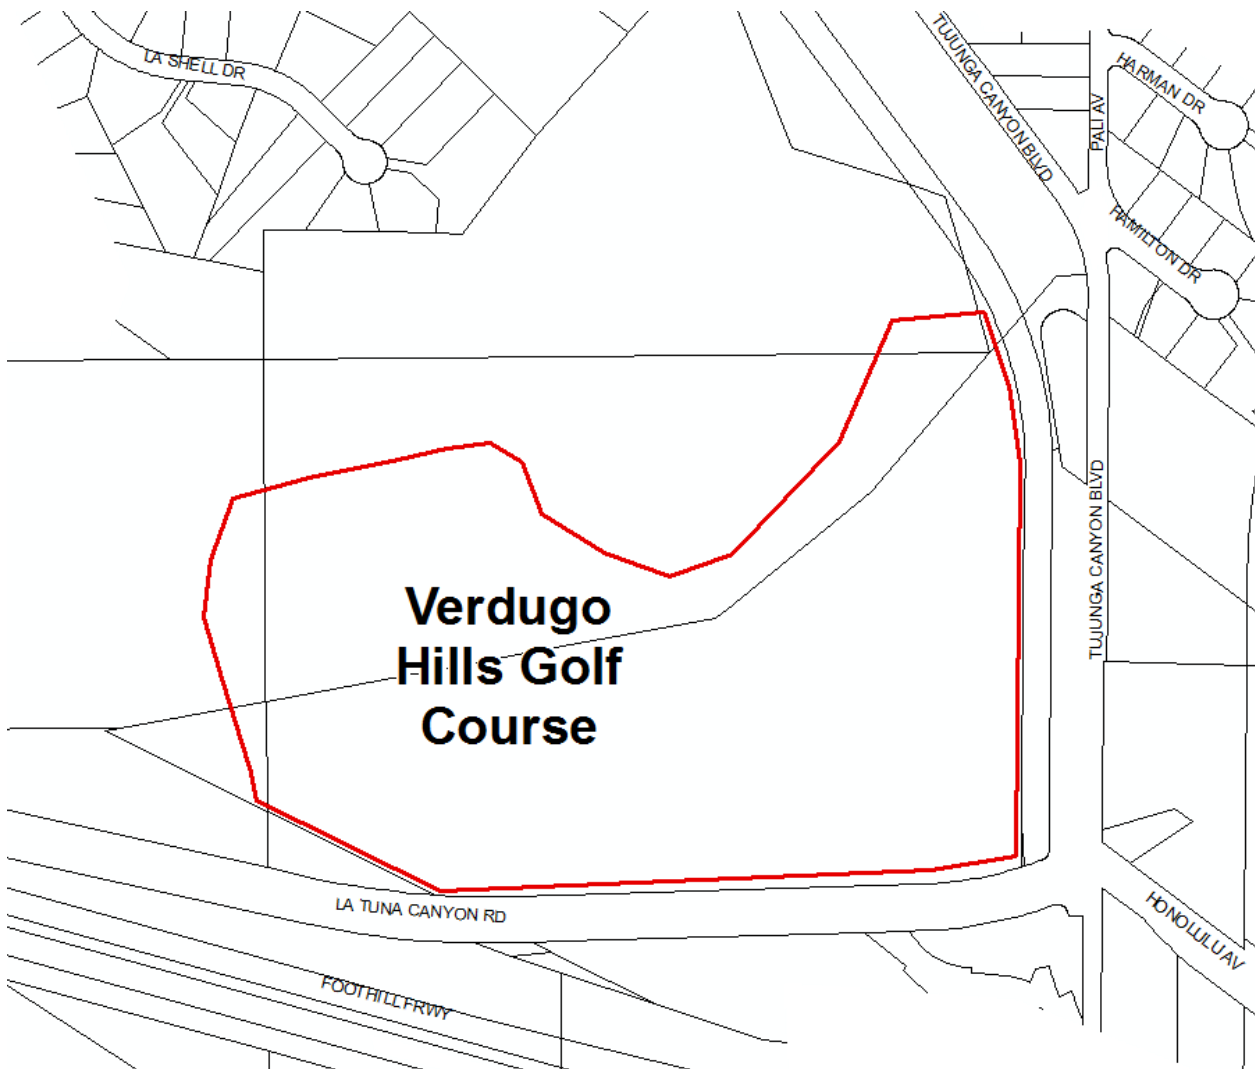 LA SHELL DR
TUJUNGA CANYON BLVD
PALI AV
HARMAN DR
HAMILTON DR
TUJUNGA CANYON BLVD
Verdugo
Hills Golf
Course
LA TUNA CANYON RD
HONOLULU AV
FOOTHILL FRWY